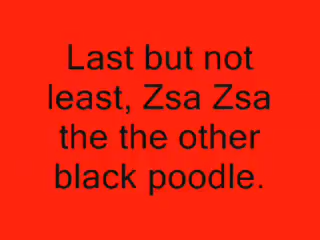 Last but not
least, Zsa Zsa
the the other
black poodle.